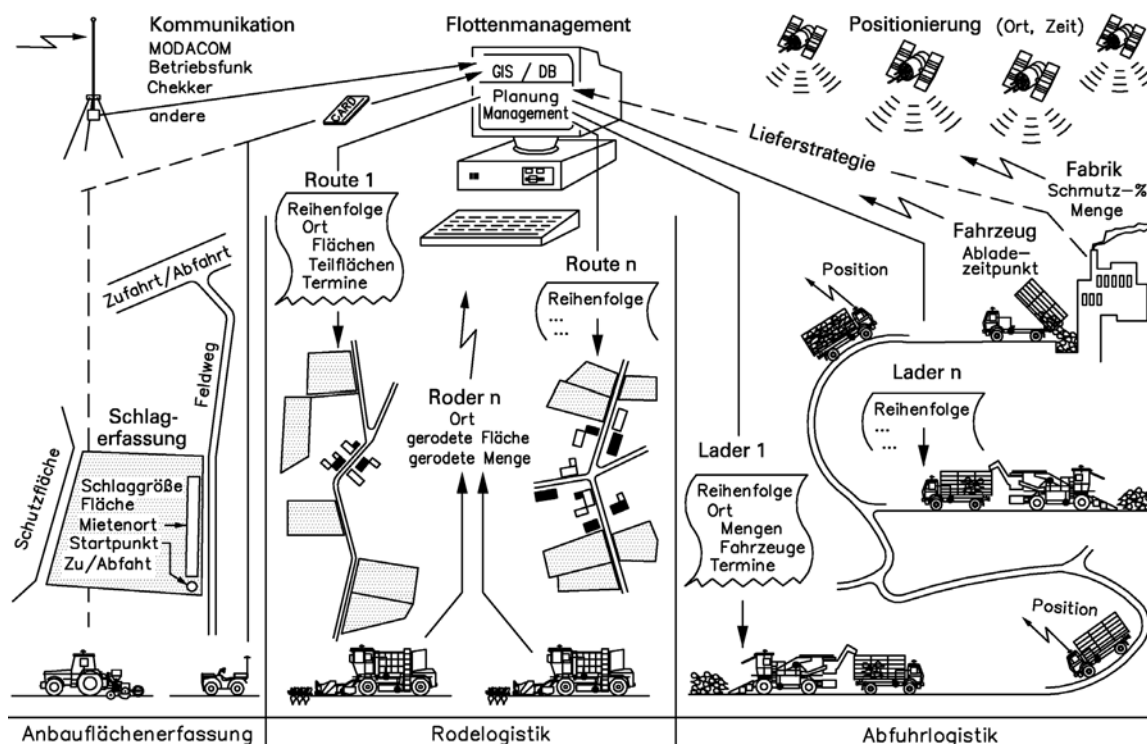 Kommunikation
MODACOM
Betriebsfunk
Chekker
andere
Flottenmanagement
GIS / DB
Planung
Management
CARD
Positionierung (Ort, Zeit)
Lieferstrategie
Fabrik
Schmutz-%
Menge
Fahrzeug
Ablade-
zeitpunkt
Position
Route 1
Reihenfolge
Ort
Flächen
Teilflächen
Termine
Route n
Reihenfolge
...
...
Zufahrt/Abfahrt
Feldweg
Schutzfläche
Schlag-
erfassung
Schlaggröße
Fläche
Mietenort
Startpunkt
Zu/Abfaht
Roder n
Ort
gerodete Fläche
gerodete Menge
Lader 1
Reihenfolge
Ort
Mengen
Fahrzeuge
Termine
Lader n
Reihenfolge
...
...
Position
Anbauflächenerfassung
Rodelogistik
Abfuhrlogistik